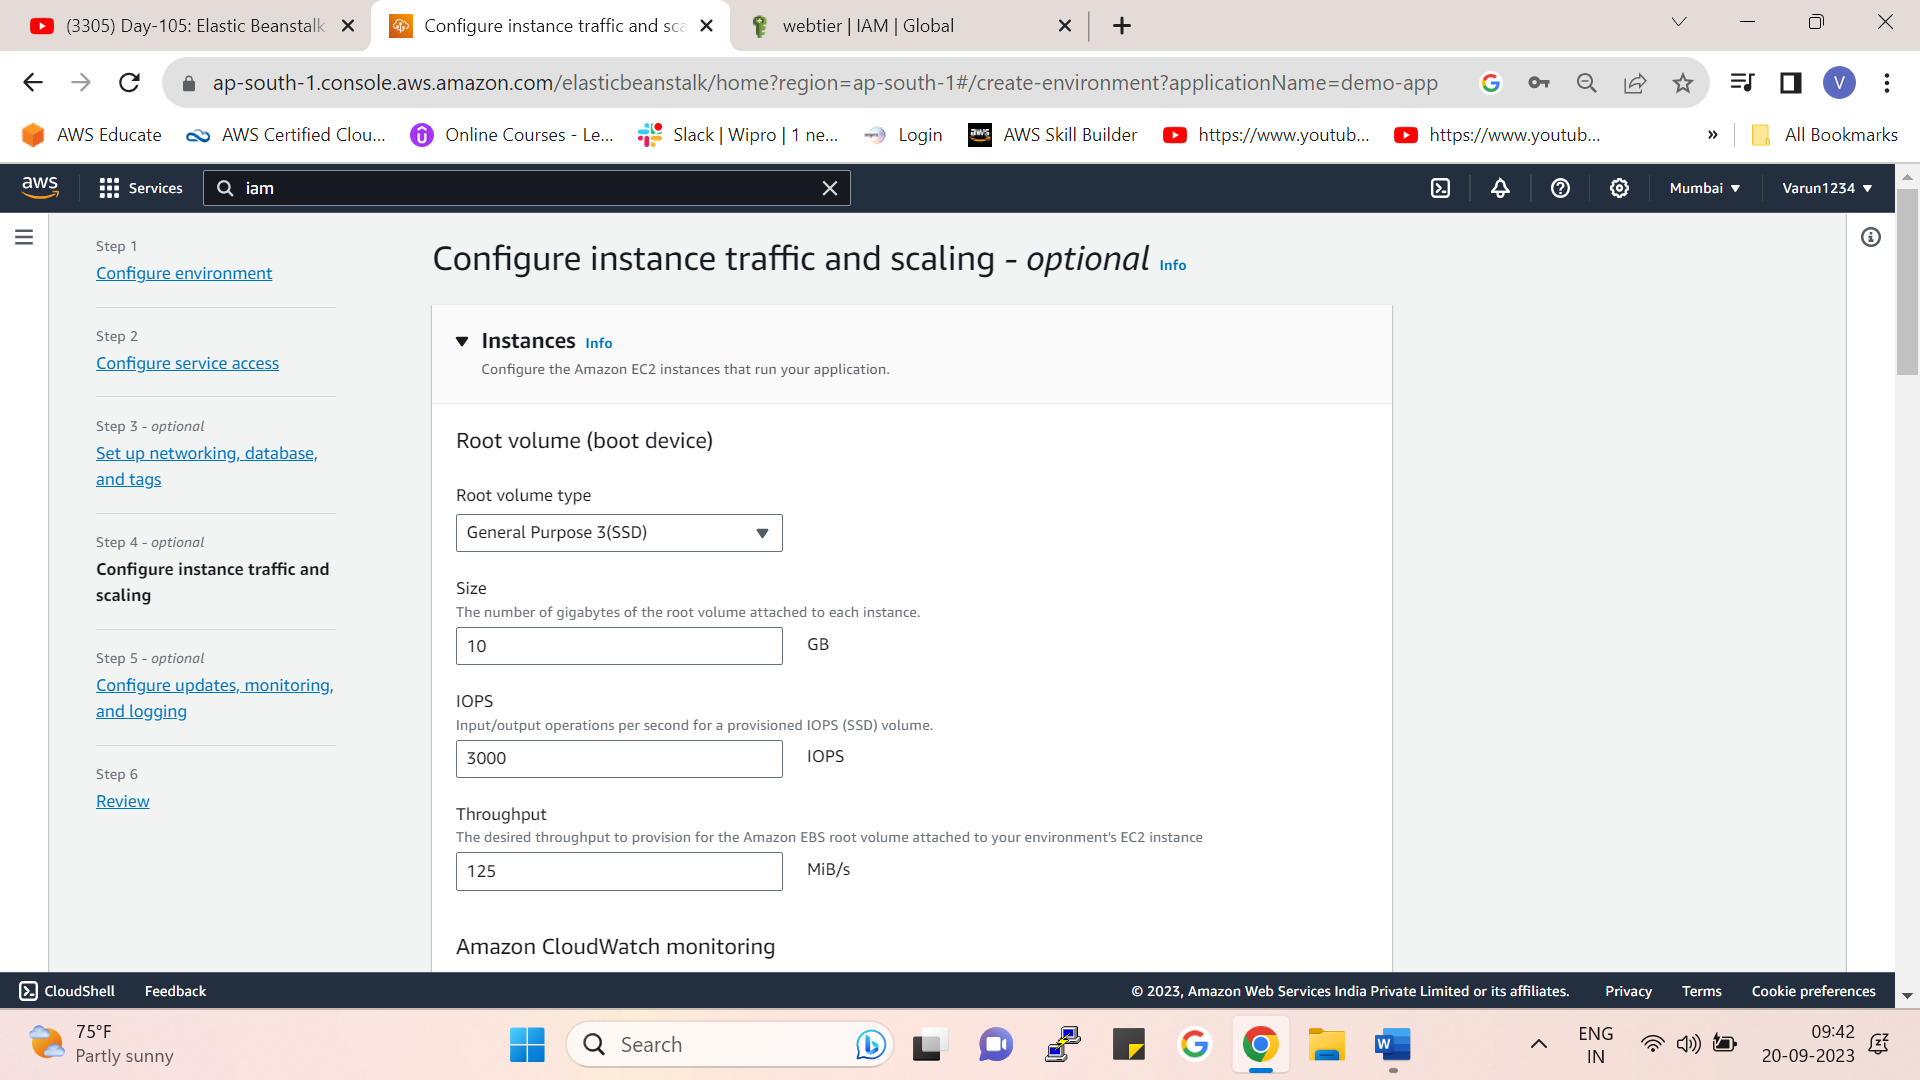 (3305) Day-105: Elastic Beanstalk
Configure instance traffic and sca
webtier | IAM | Global
ap-south-1.console.aws.amazon.com/elasticbeanstalk/home?region=ap-south-1#/create-environment?applicationName=demo-app
V
AWS Educate
AWS Certified Clou...
Online Courses - Le...
Slack | Wipro | 1 ne...
Login
AWS Skill Builder
https://www.youtub...
https://www.youtub...
»
All Bookmarks
aws
Services
iam
Mumbai
Varun1234
Step 1
Configure environment
Step 2
Configure service access
Step 3 - optional
Set up networking, database,
and tags
Step 4 - optional
Configure instance traffic and
scaling
Step 5 - optional
Configure updates, monitoring,
and logging
Step 6
Review
Configure instance traffic and scaling - optional Info
Instances Info
Configure the Amazon EC2 instances that run your application.
Root volume (boot device)
Root volume type
General Purpose 3(SSD)
Size
The number of gigabytes of the root volume attached to each instance.
10 GB
IOPS
Input/output operations per second for a provisioned IOPS (SSD) volume.
3000 IOPS
Throughput
The desired throughput to provision for the Amazon EBS root volume attached to your environment's EC2 instance
125 MiB/s
Amazon CloudWatch monitoring
CloudShell
Feedback
© 2023, Amazon Web Services India Private Limited or its affiliates.
Privacy
Terms
Cookie preferences
75°F
Partly sunny
Search
ENG
IN
09:42
20-09-2023